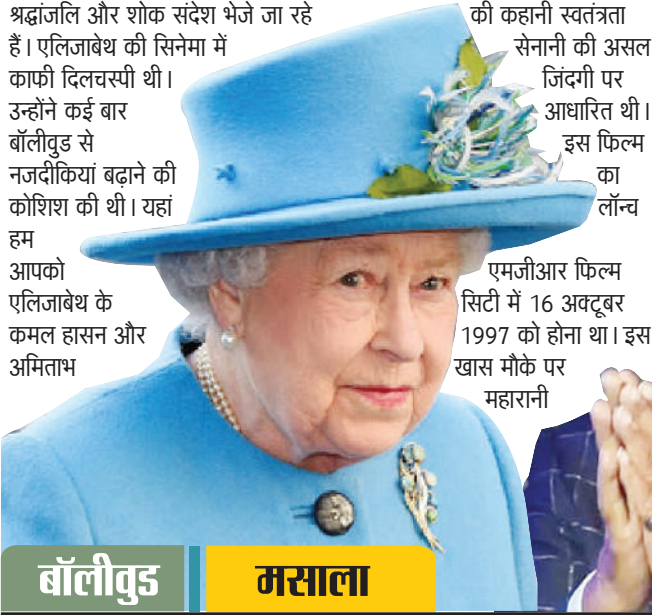 श्रद्धांजलि और शोक संदेश भेजे जा रहे
हैं। एलिजाबेथ की सिनेमा में
काफी दिलचस्पी थी।
उन्होंने कई बार
बॉलीवुड से
नजदीकियां बढ़ाने की
कोशिश की थी। यहां
हम
आपको
एलिजाबेथ के
कमल हासन और
अमिताभ
की कहानी स्वतंत्रता
सेनानी की असल
जिंदगी पर
आधारित थी।
इस फिल्म
का
लॉन्च
एमजीआर फिल्म
सिटी में 16 अक्टूबर
1997 को होना था। इस
खास मौके पर
महारानी
बॉलीवुड मसाला